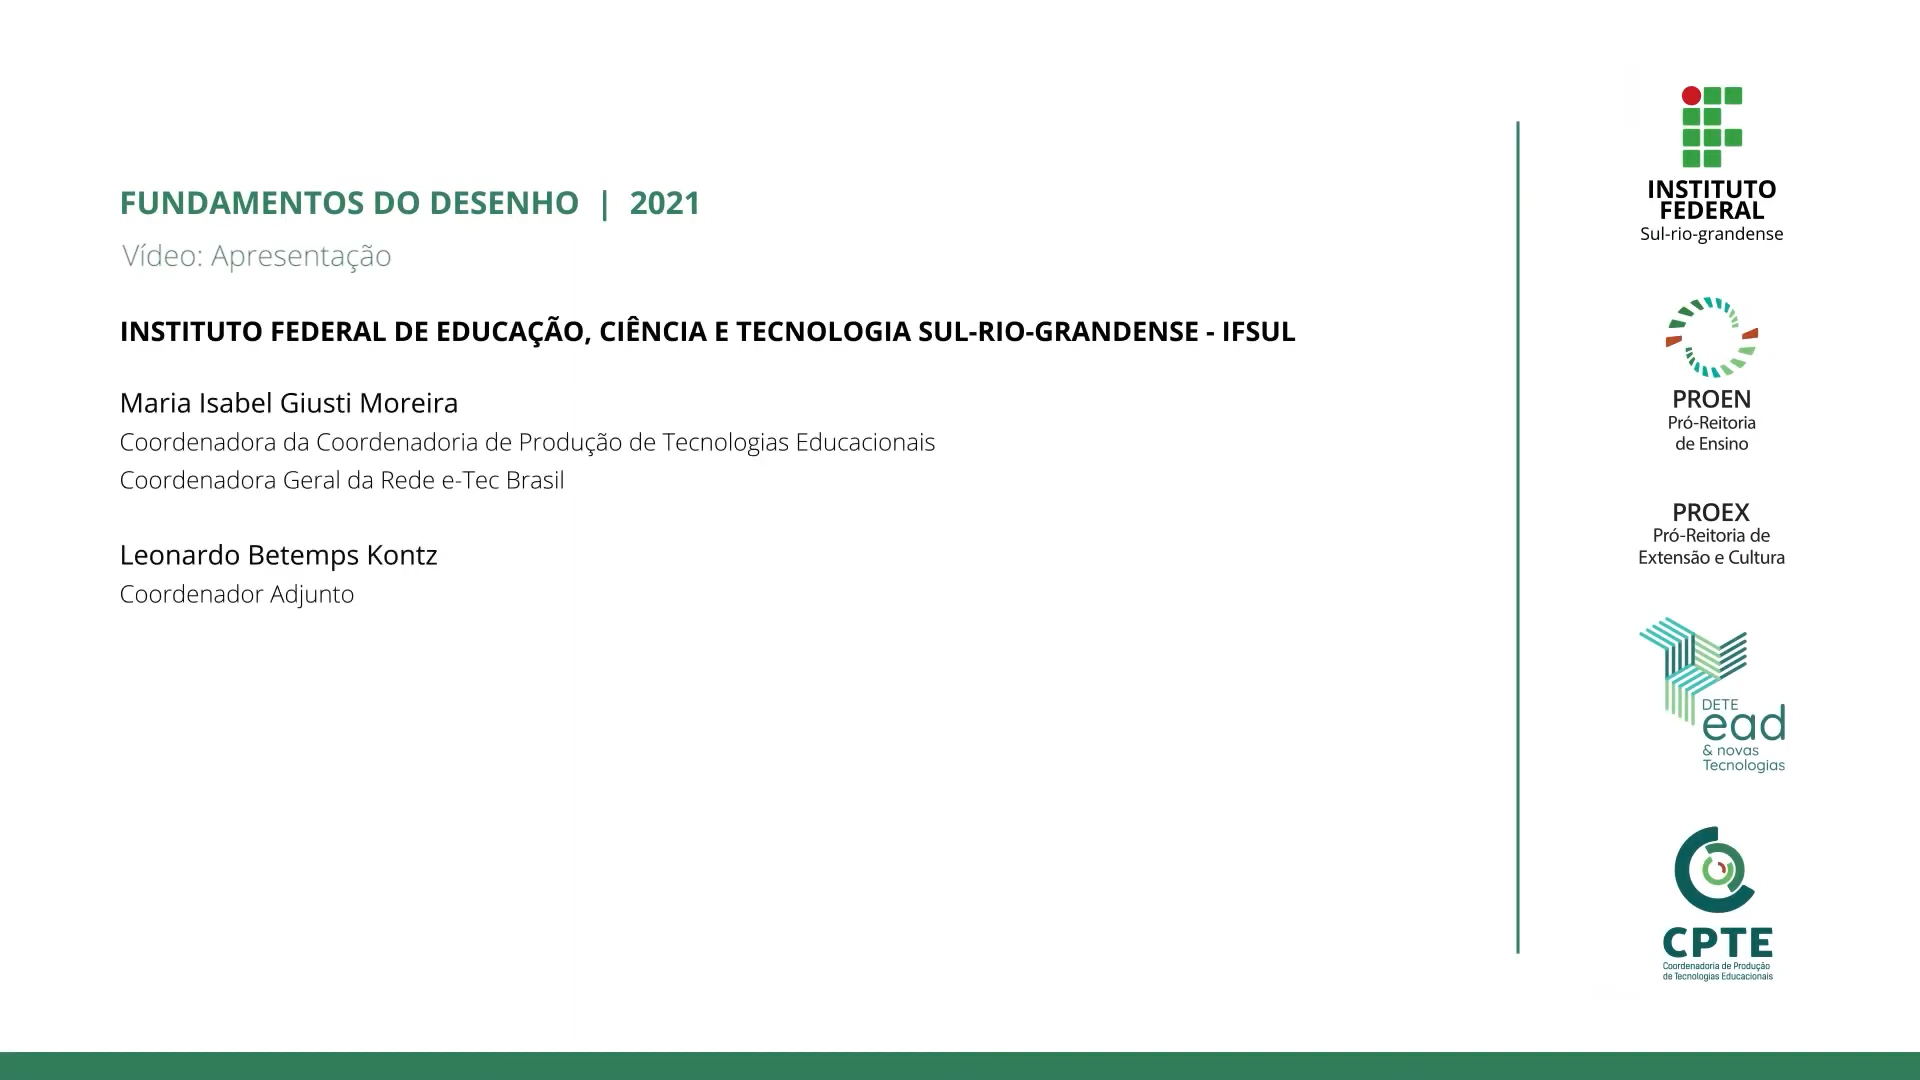 FUNDAMENTOS DO DESENHO | 2021
Vídeo: Apresentação
INSTITUTO FEDERAL DE EDUCAÇÃO, CIÊNCIA E TECNOLOGIA SUL-RIO-GRANDENSE - IFSUL
Maria Isabel Giusti Moreira
Coordenadora da Coordenadoria de Produção de Tecnologias Educacionais
Coordenadora Geral da Rede e-Tec Brasil
Leonardo Betemps Kontz
Coordenador Adjunto
INSTITUTO
FEDERAL
Sul-rio-grandense
PROEN
Pró-Reitoria
de Ensino
PROEX
Pró-Reitoria de
Extensão e Cultura
DETE
ead
& novas
Tecnologias
CPTE
Coordenadoria de Produção
de Tecnologias Educacionais